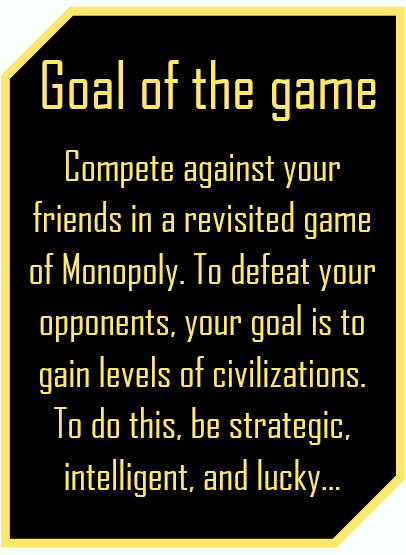 Goal of the game
Compete against your
friends in a revisited game
of Monopoly. To defeat your
opponents, your goal is to
gain levels of civilizations.
To do this, be strategic,
intelligent, and lucky...